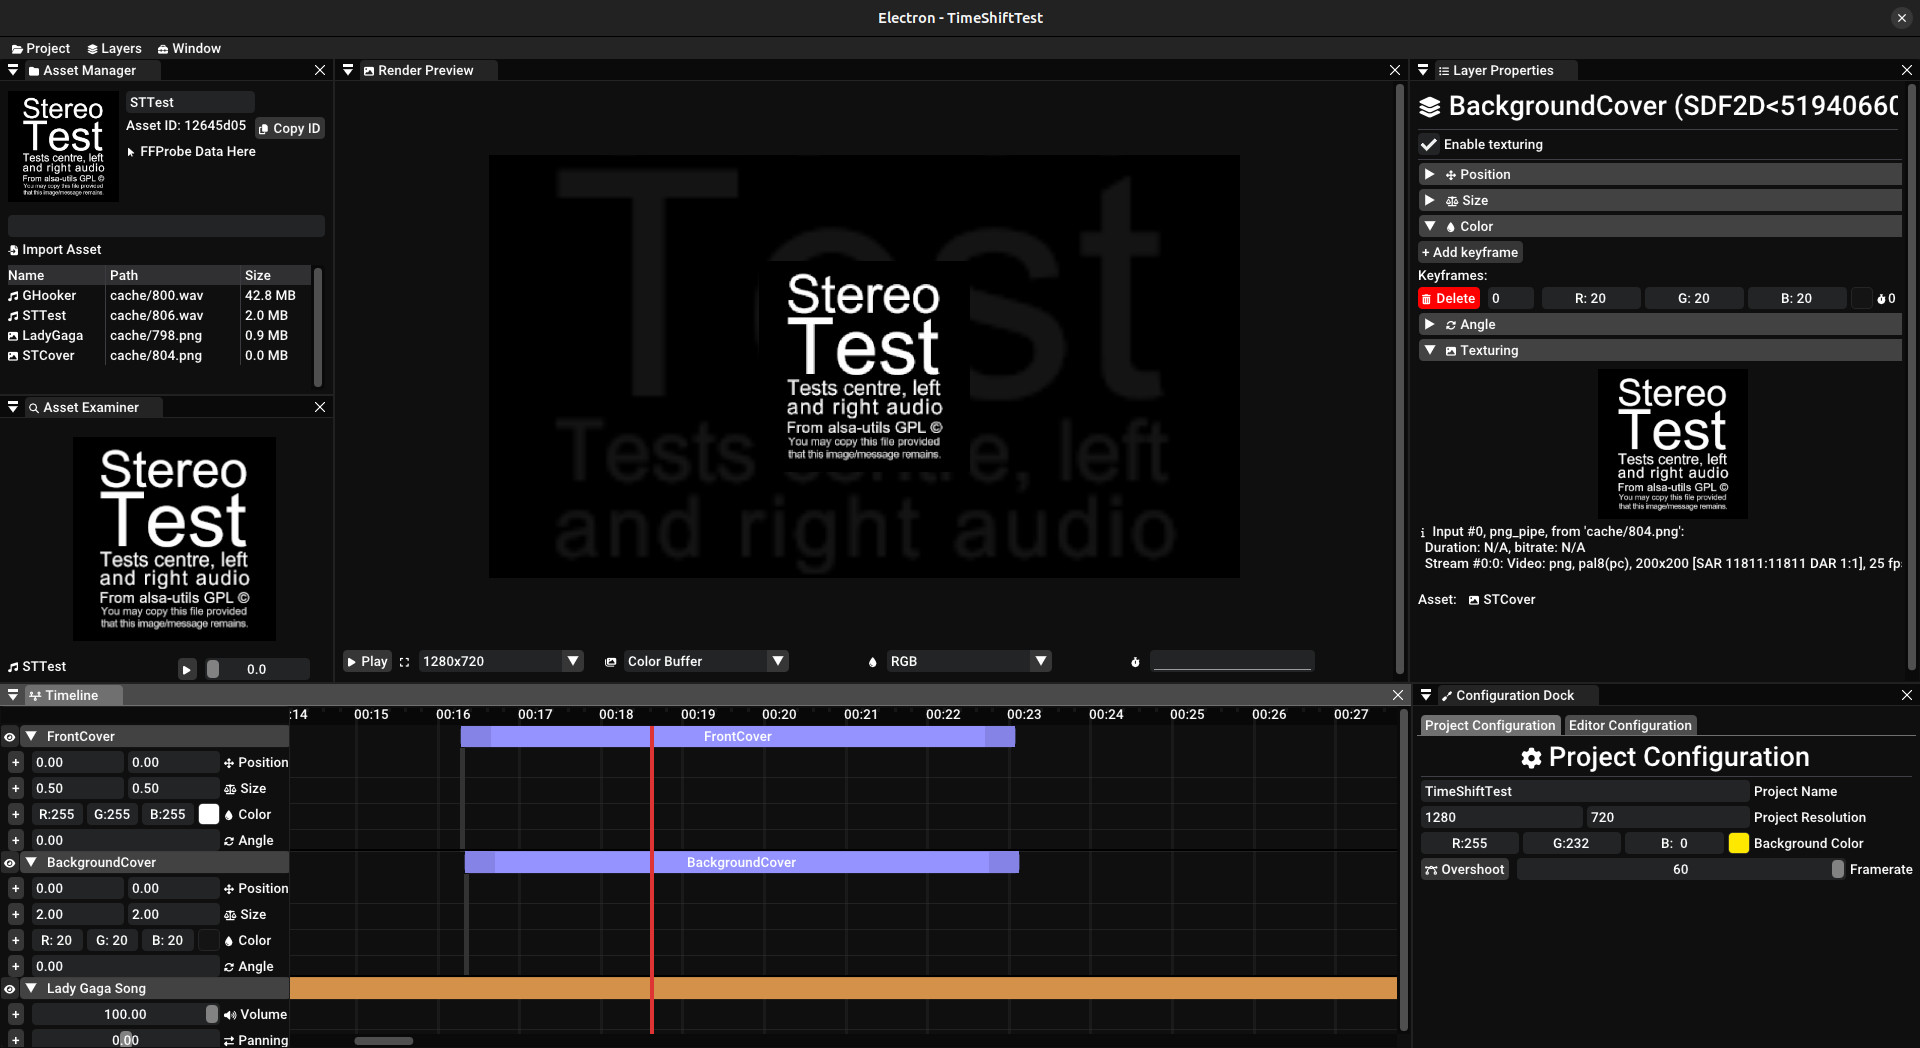 Electron - TimeShiftTest
Project Layers Window
Asset Manager
Stereo
Test
Tests centre, left
and right audio
From alsa-utils GPL ©
You may copy this file provided
that this image/message remains.
STTest
Asset ID: 12645d05
Copy ID
FFProbe Data Here
Import Asset
Name Path Size
GHooker cache/800.wav 42.8 MB
STTest cache/806.wav 2.0 MB
LadyGaga cache/798.png 0.9 MB
STCover cache/804.png 0.0 MB
Asset Examiner
Stereo
Test
Tests centre, left
and right audio
From alsa-utils GPL ©
You may copy this file provided
that this image/message remains.
STTest 0.0
Render Preview
Test
Tests centre, left
and right audio
Stereo
Test
Tests centre, left
and right audio
From alsa-utils GPL ©
You may copy this file provided
that this image/message remains.
Play 1280x720 Color Buffer RGB
Layer Properties
BackgroundCover (SDF2D<51940660
Enable texturing
Position
Size
Color
+ Add keyframe
Keyframes:
Delete 0 R: 20 G: 20 B: 20 0
Angle
Texturing
Stereo
Test
Tests centre, left
and right audio
From alsa-utils GPL ©
You may copy this file provided
that this image/message remains.
Input #0, png_pipe, from 'cache/804.png':
Duration: N/A, bitrate: N/A
Stream #0:0: Video: png, pal8(pc), 200x200 [SAR 11811:11811 DAR 1:1], 25 fp
Asset: STCover
Timeline
:14 00:15 00:16 00:17 00:18 00:19 00:20 00:21 00:22 00:23 00:24 00:25 00:26 00:27
FrontCover FrontCover
+ 0.00 0.00 Position
+ 0.50 0.50 Size
+ R:255 G:255 B:255 Color
+ 0.00 Angle
BackgroundCover BackgroundCover
+ 0.00 0.00 Position
+ 2.00 2.00 Size
+ R: 20 G: 20 B: 20 Color
+ 0.00 Angle
Lady Gaga Song
+ 100.00 Volume
+ 0.00 Panning
Configuration Dock
Project Configuration Editor Configuration
Project Configuration
TimeShiftTest Project Name
1280 720 Project Resolution
R:255 G:232 B: 0 Background Color
Overshoot 60 Framerate